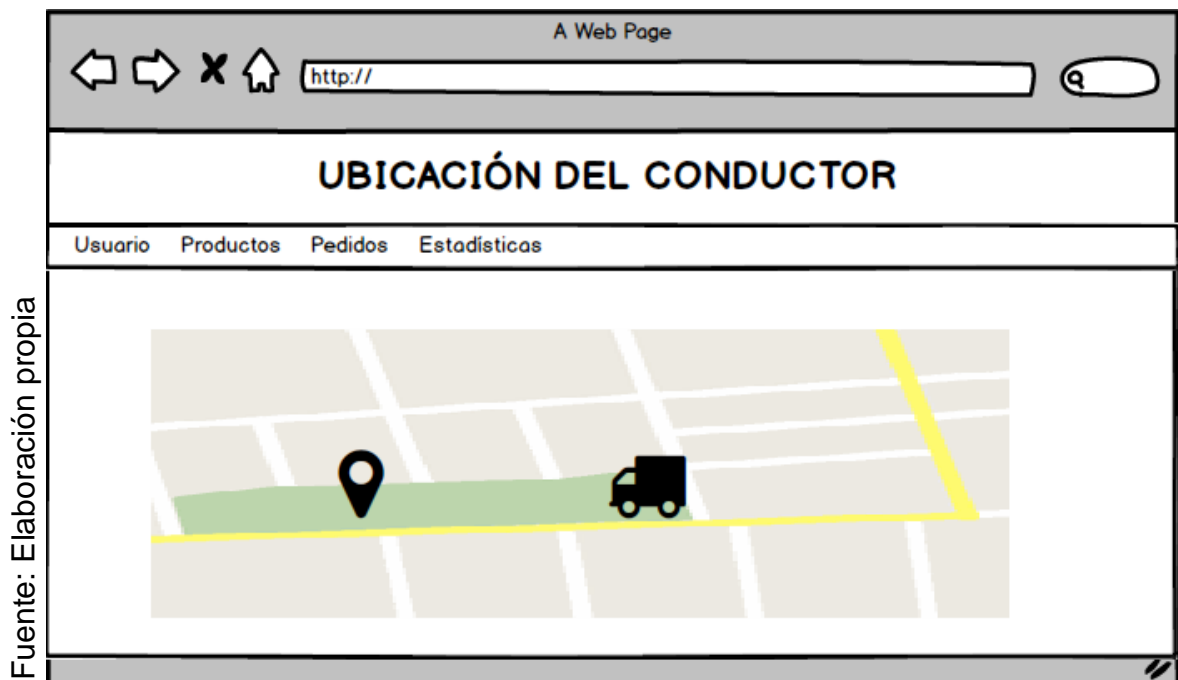 A Web Page
http://
UBICACIÓN DEL CONDUCTOR
Usuario Productos Pedidos Estadísticas
Fuente: Elaboración propia